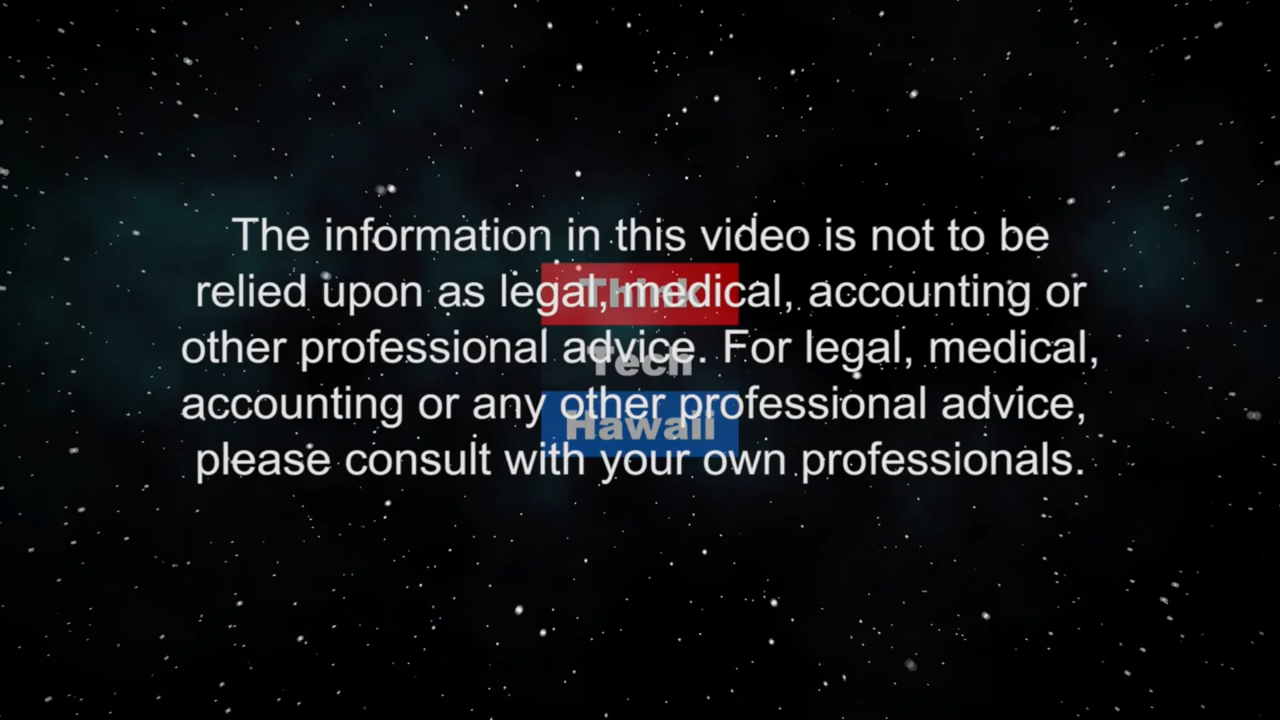 The information in this video is not to be
relied upon as legal, medical, accounting or
other professional advice. For legal, medical,
accounting or any other professional advice,
please consult with your own professionals.
Think
Tech
Hawaii